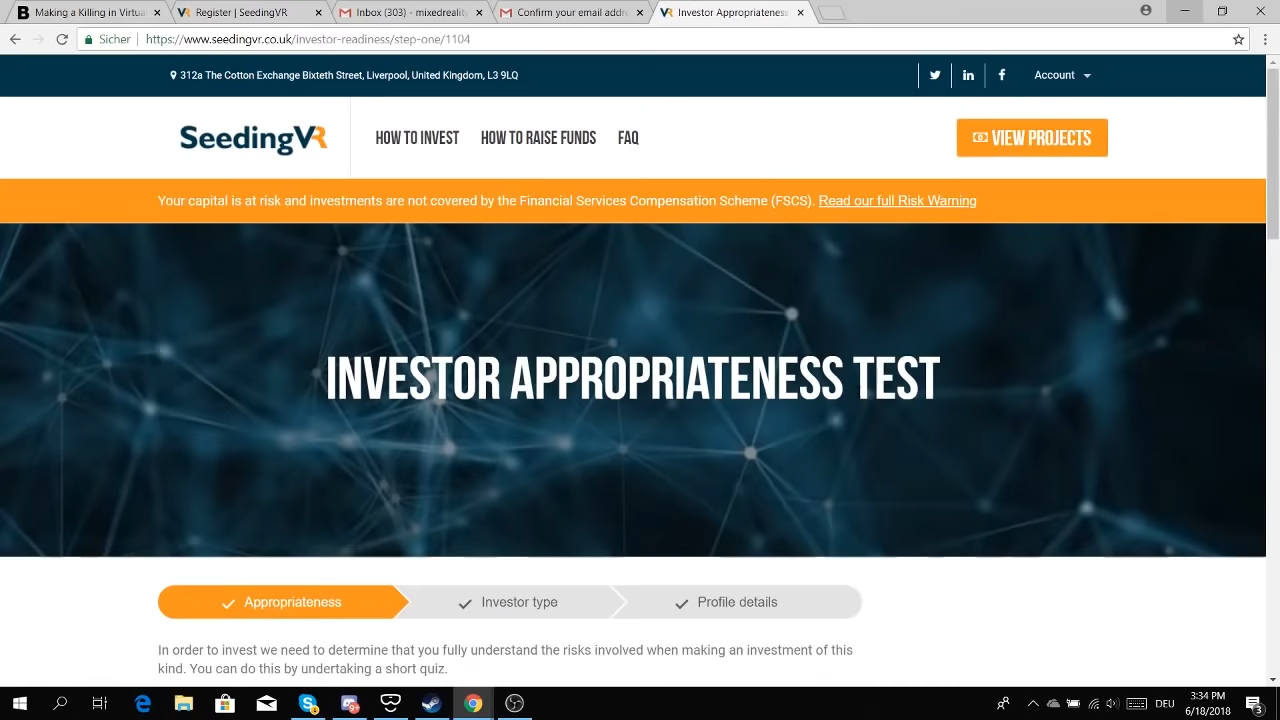 B Making a Killing in Virtua
Register | SeedingVR
Inbox (303) - mixedreality
Confirm your email addre
Investor Appropriateness
Sicher
https://www.seedingvr.co.uk/investor-readiness/step-one/1104
312a The Cotton Exchange Bixteth Street, Liverpool, United Kingdom, L3 9LQ
Account
SeedingVR
HOW TO INVEST
HOW TO RAISE FUNDS
FAQ
VIEW PROJECTS
Your capital is at risk and investments are not covered by the Financial Services Compensation Scheme (FSCS). Read our full Risk Warning
INVESTOR APPROPRIATENESS TEST
Appropriateness
Investor type
Profile details
In order to invest we need to determine that you fully understand the risks involved when making an investment of this
kind. You can do this by undertaking a short quiz.
DEU
3:34 PM
6/18/2018